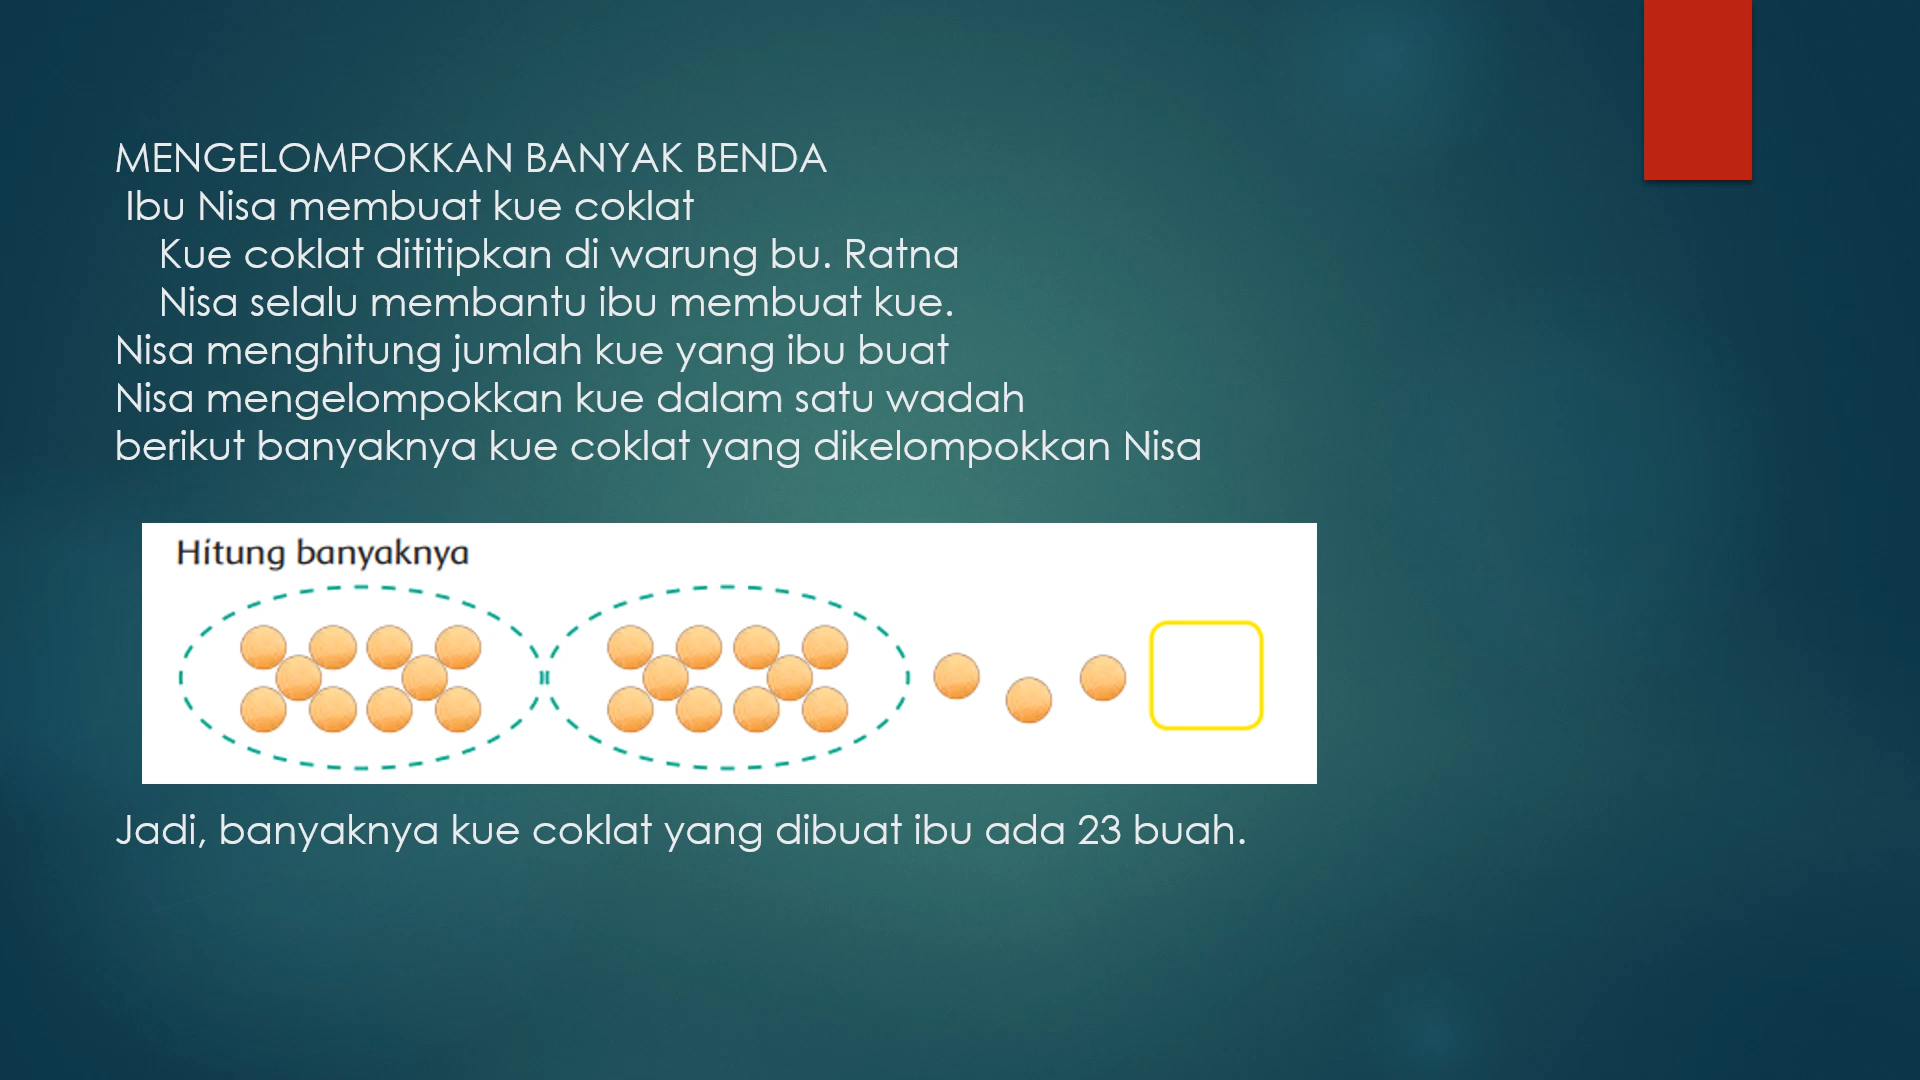 MENGELOMPOKKAN BANYAK BENDA
Ibu Nisa membuat kue coklat
Kue coklat dititipkan di warung bu. Ratna
Nisa selalu membantu ibu membuat kue.
Nisa menghitung jumlah kue yang ibu buat
Nisa mengelompokkan kue dalam satu wadah
berikut banyaknya kue coklat yang dikelompokkan Nisa
Hitung banyaknya
Jadi, banyaknya kue coklat yang dibuat ibu ada 23 buah.